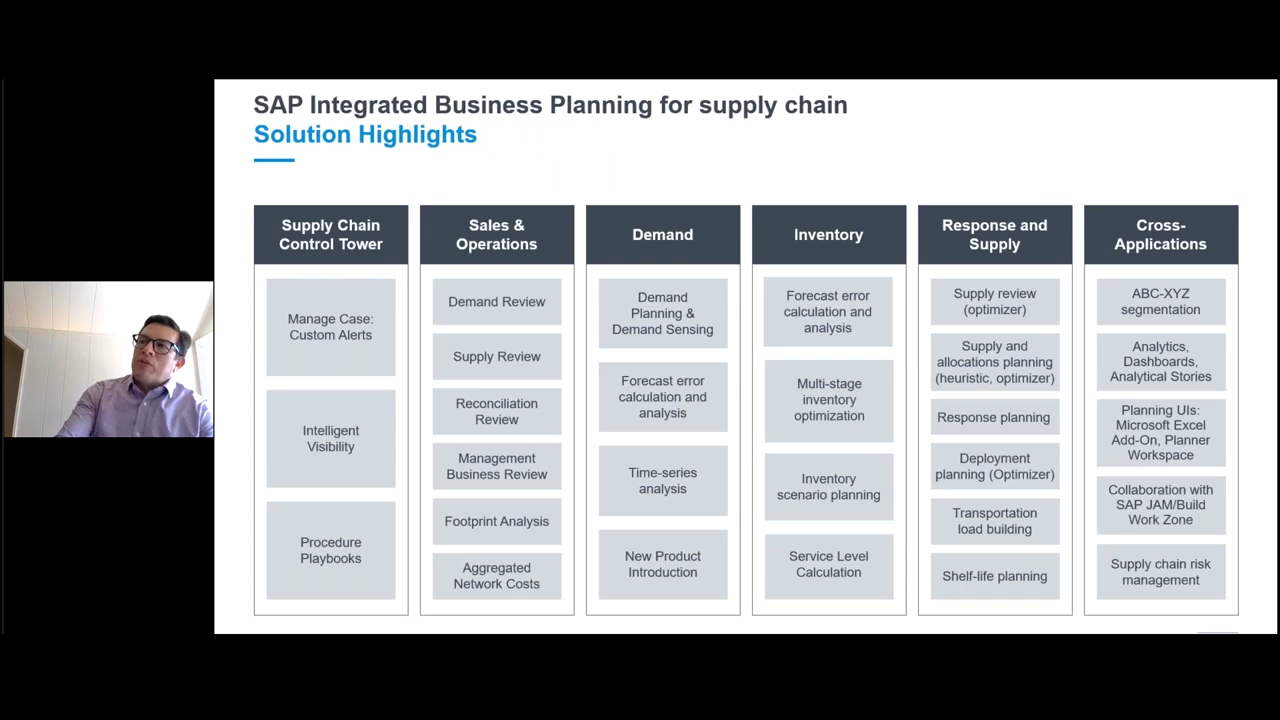 SAP Integrated Business Planning for supply chain
Solution Highlights
Supply Chain
Control Tower
Manage Case:
Custom Alerts
Intelligent
Visibility
Procedure
Playbooks
Sales &
Operations
Demand Review
Supply Review
Reconciliation
Review
Management
Business Review
Footprint Analysis
Aggregated
Network Costs
Demand
Demand
Planning &
Demand Sensing
Forecast error
calculation and
analysis
Time-series
analysis
New Product
Introduction
Inventory
Forecast error
calculation and
analysis
Multi-stage
inventory
optimization
Inventory
scenario planning
Service Level
Calculation
Response and
Supply
Supply review
(optimizer)
Supply and
allocations planning
(heuristic, optimizer)
Response planning
Deployment
planning (Optimizer)
Transportation
load building
Shelf-life planning
Cross-
Applications
ABC-XYZ
segmentation
Analytics,
Dashboards,
Analytical Stories
Planning UIs:
Microsoft Excel
Add-On, Planner
Workspace
Collaboration with
SAP JAM/Build
Work Zone
Supply chain risk
management